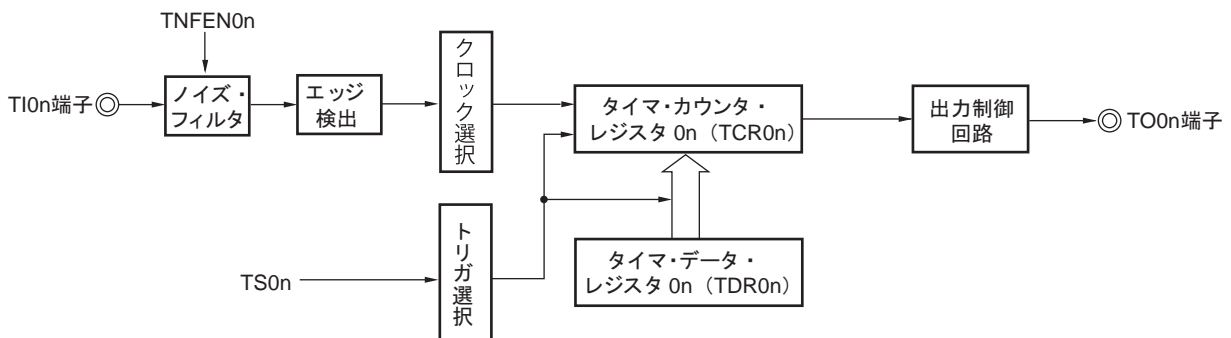 TNFEN0n
TI0n端子
ノイズ・
フィルタ
エッジ
検出
クロック選択
タイマ・カウンタ・
レジスタ 0n（TCR0n）
出力制御
回路
TO0n端子
TS0n
トリガ選択
タイマ・データ・
レジスタ 0n（TDR0n）